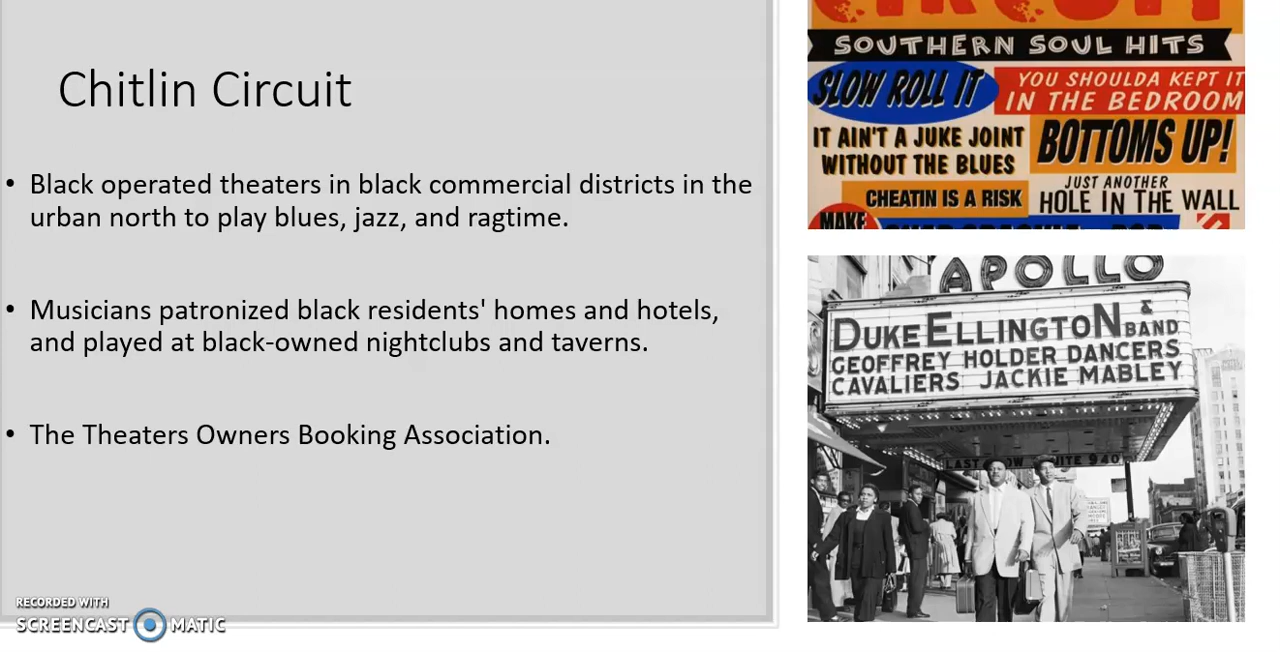 Chitlin Circuit
• Black operated theaters in black commercial districts in the
urban north to play blues, jazz, and ragtime.
• Musicians patronized black residents' homes and hotels,
and played at black-owned nightclubs and taverns.
• The Theaters Owners Booking Association.
RECORDED WITH
SCREENCAST MATIC
CIRCUIT
SOUTHERN SOUL HITS
SLOW ROLL IT
YOU SHOULDA KEPT IT
IN THE BEDROOM
IT AIN'T A JUKE JOINT
WITHOUT THE BLUES
BOTTOMS UP!
CHEATIN IS A RISK
JUST ANOTHER
HOLE IN THE WALL
MAKE
APOLLO
DUKE ELLINGTON & BAND
GEOFFREY HOLDER DANCERS
CAVALIERS JACKIE MABLEY